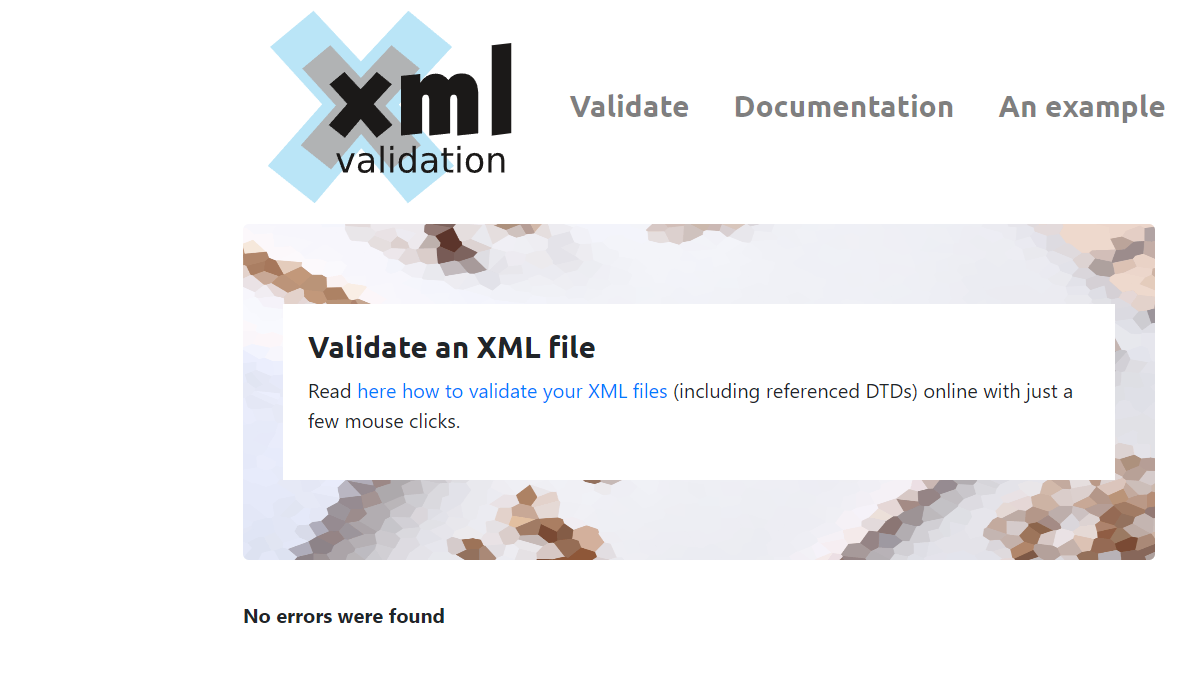 xml
validation
Validate
Documentation
An example
Validate an XML file
Read here how to validate your XML files (including referenced DTDs) online with just a
few mouse clicks.
No errors were found